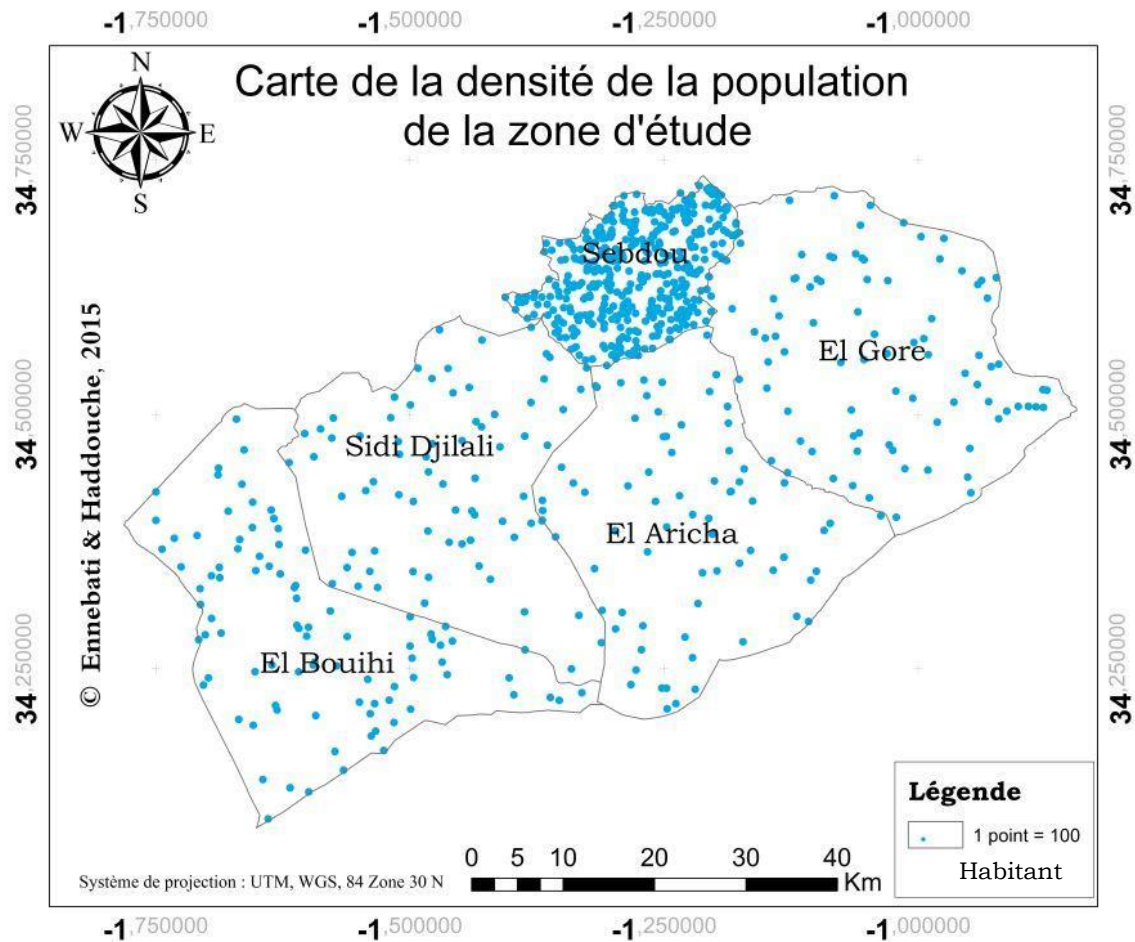 -1,750000 -1,500000 -1,250000 -1,000000
N
W E
S
Carte de la densité de la population
de la zone d'étude
34,750000 34,750000
Sebdou
El Gore
34,500000 34,500000
Sidi Djilali
El Aricha
El Bouihi
34,250000 34,250000
© Ennebati & Haddouche, 2015
Légende
1 point = 100
Habitant
0 5 10 20 30 40
Km
Système de projection : UTM, WGS, 84 Zone 30 N
-1,750000 -1,500000 -1,250000 -1,000000